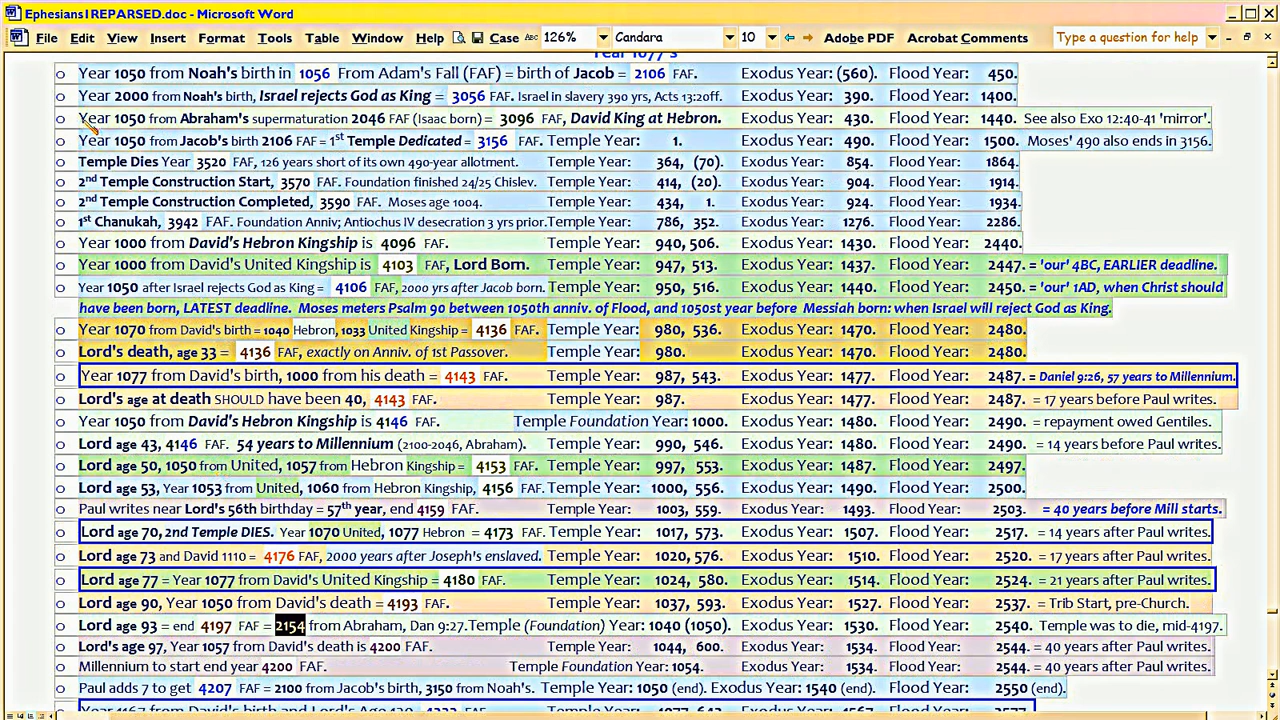 Ephesians1REPARSED.doc - Microsoft Word
File Edit View Insert Format Tools Table Window Help Case ABC 126% Candara 10 Adobe PDF Acrobat Comments Type a question for help
Year 1077's
o Year 1050 from Noah's birth in 1056 From Adam's Fall (FAF) = birth of Jacob = 2106 FAF. Exodus Year: (560). Flood Year: 450.
o Year 2000 from Noah's birth, Israel rejects God as King = 3056 FAF. Israel in slavery 390 yrs, Acts 13:20ff. Exodus Year: 390. Flood Year: 1400.
o Year 1050 from Abraham's supermaturation 2046 FAF (Isaac born) = 3096 FAF, David King at Hebron. Exodus Year: 430. Flood Year: 1440. See also Exo 12:40-41 'mirror'.
o Year 1050 from Jacob's birth 2106 FAF = 1st Temple Dedicated = 3156 FAF. Temple Year: 1. Exodus Year: 490. Flood Year: 1500. Moses' 490 also ends in 3156.
o Temple Dies Year 3520 FAF, 126 years short of its own 490-year allotment. Temple Year: 364, (70). Exodus Year: 854. Flood Year: 1864.
o 2nd Temple Construction Start, 3570 FAF. Foundation finished 24/25 Chislev. Temple Year: 414, (20). Exodus Year: 904. Flood Year: 1914.
o 2nd Temple Construction Completed, 3590 FAF. Moses age 1004. Temple Year: 434, 1. Exodus Year: 924. Flood Year: 1934.
o 1st Chanukah, 3942 FAF. Foundation Anniv; Antiochus IV desecration 3 yrs prior. Temple Year: 786, 352. Exodus Year: 1276. Flood Year: 2286.
o Year 1000 from David's Hebron Kingship is 4096 FAF. Temple Year: 940, 506. Exodus Year: 1430. Flood Year: 2440.
o Year 1000 from David's United Kingship is 4103 FAF, Lord Born. Temple Year: 947, 513. Exodus Year: 1437. Flood Year: 2447. = 'our' 4BC, EARLIER deadline.
o Year 1050 after Israel rejects God as King = 4106 FAF, 2000 yrs after Jacob born. Temple Year: 950, 516. Exodus Year: 1440. Flood Year: 2450. = 'our' 1AD, when Christ should
have been born, LATEST deadline. Moses meters Psalm 90 between 1050th anniv. of Flood, and 1050st year before Messiah born: when Israel will reject God as King.
o Year 1070 from David's birth = 1040 Hebron, 1033 United Kingship = 4136 FAF. Temple Year: 980, 536. Exodus Year: 1470. Flood Year: 2480.
o Lord's death, age 33 = 4136 FAF, exactly on Anniv. of 1st Passover. Temple Year: 980. Exodus Year: 1470. Flood Year: 2480.
o Year 1077 from David's birth, 1000 from his death = 4143 FAF. Temple Year: 987, 543. Exodus Year: 1477. Flood Year: 2487. = Daniel 9:26, 57 years to Millennium.
o Lord's age at death SHOULD have been 40, 4143 FAF. Temple Year: 987. Exodus Year: 1477. Flood Year: 2487. = 17 years before Paul writes.
o Year 1050 from David's Hebron Kingship is 4146 FAF. Temple Foundation Year: 1000. Exodus Year: 1480. Flood Year: 2490. = repayment owed Gentiles.
o Lord age 43, 4146 FAF. 54 years to Millennium (2100-2046, Abraham). Temple Year: 990, 546. Exodus Year: 1480. Flood Year: 2490. = 14 years before Paul writes.
o Lord age 50, 1050 from United, 1057 from Hebron Kingship = 4153 FAF. Temple Year: 997, 553. Exodus Year: 1487. Flood Year: 2497.
o Lord age 53, Year 1053 from United, 1060 from Hebron Kingship, 4156 FAF. Temple Year: 1000, 556. Exodus Year: 1490. Flood Year: 2500.
o Paul writes near Lord's 56th birthday = 57th year, end 4159 FAF. Temple Year: 1003, 559. Exodus Year: 1493. Flood Year: 2503. = 40 years before Mill starts.
o Lord age 70, 2nd Temple DIES. Year 1070 United, 1077 Hebrew = 4173 FAF. Temple Year: 1017, 573. Exodus Year: 1507. Flood Year: 2517. = 14 years after Paul writes.
o Lord age 73 and David 1110 = 4176 FAF, 2000 years after Joseph's enslaved. Temple Year: 1020, 576. Exodus Year: 1510. Flood Year: 2520. = 17 years after Paul writes.
o Lord age 77 = Year 1077 from David's United Kingship = 4180 FAF. Temple Year: 1024, 580. Exodus Year: 1514. Flood Year: 2524. = 21 years after Paul writes.
o Lord age 90, Year 1050 from David's death = 4193 FAF. Temple Year: 1037, 593. Exodus Year: 1527. Flood Year: 2537. = Trib Start, pre-Church.
o Lord age 93 = end 4197 FAF = 2154 from Abraham, Dan 9:27. Temple (Foundation) Year: 1040 (1050). Exodus Year: 1530. Flood Year: 2540. Temple was to die, mid-4197.
o Lord's age 97, Year 1057 from David's death is 4200 FAF. Temple Year: 1044, 600. Exodus Year: 1534. Flood Year: 2544. = 40 years after Paul writes.
o Millennium to start end year 4200 FAF. Temple Foundation Year: 1054. Exodus Year: 1534. Flood Year: 2544. = 40 years after Paul writes.
o Paul adds 7 to get 4207 FAF = 2100 from Jacob's birth, 3150 from Noah's. Temple Year: 1050 (end). Exodus Year: 1540 (end). Flood Year: 2550 (end).